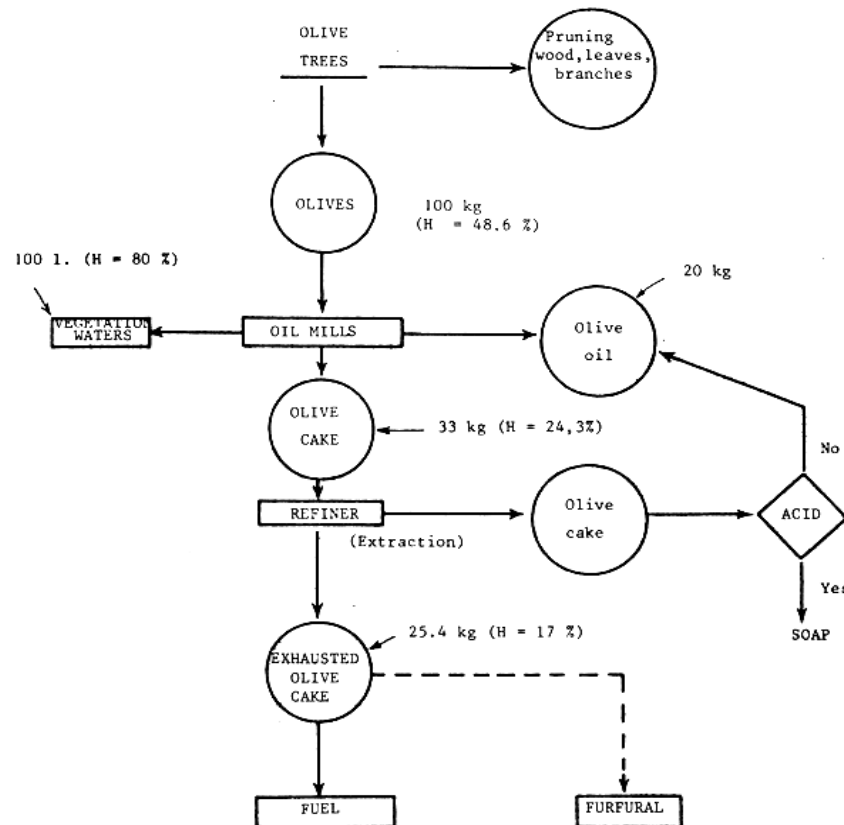 OLIVE
TREES
Pruning
wood,leaves,
branches
OLIVES
100 kg
(H = 48.6 %)
100 l. (H = 80 %)
20 kg
VEGETATION
WATERS
OIL MILLS
Olive
oil
OLIVE
CAKE
33 kg (H = 24,3%)
No
REFINER
(Extraction)
Olive
cake
ACID
Yes
SOAP
25.4 kg (H = 17 %)
EXHAUSTED
OLIVE
CAKE
FUEL
FURFURAL